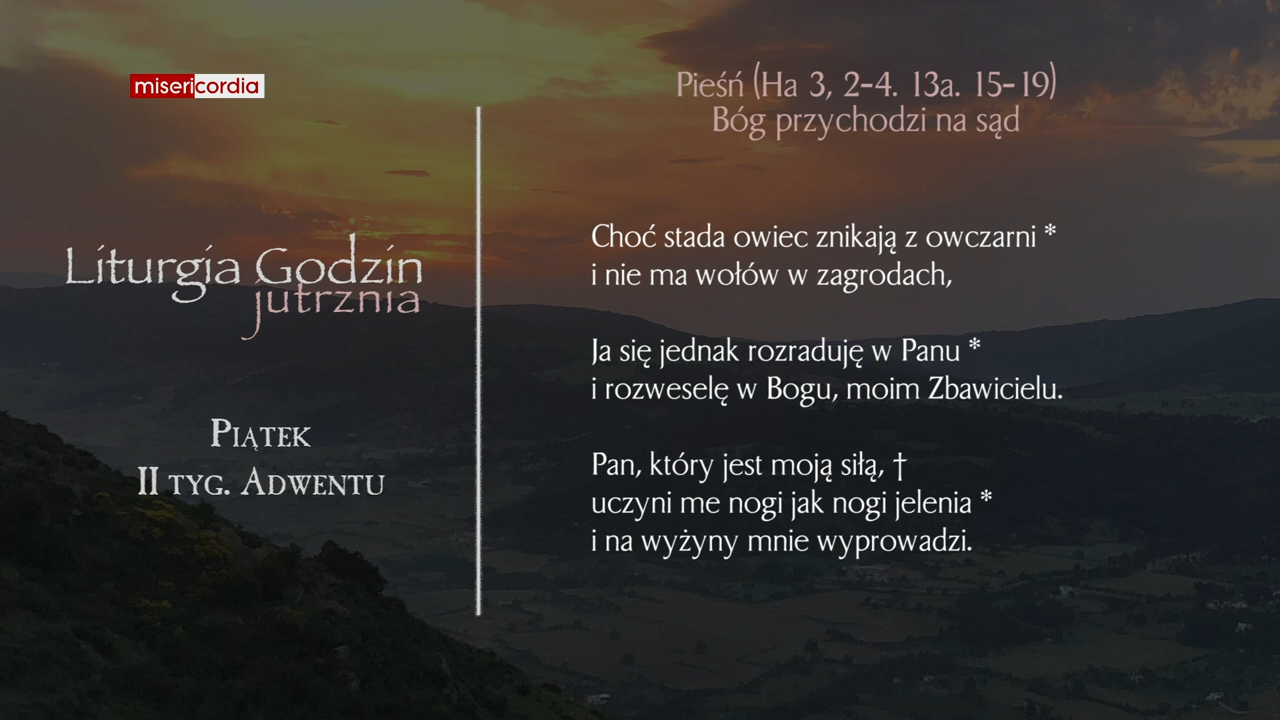 misericordia
Liturgia Godzin
jutrznia
Piątek
II tyg. Adwentu
Pieśń (Ha 3, 2-4. 13a. 15-19)
Bóg przychodzi na sąd
Choć stada owiec znikają z owczarni *
i nie ma wołów w zagrodach,
Ja się jednak rozraduję w Panu *
i rozweselę w Bogu, moim Zbawicielu.
Pan, który jest moją siłą, †
uczyni me nogi jak nogi jelenia *
i na wyżyny mnie wyprowadzi.